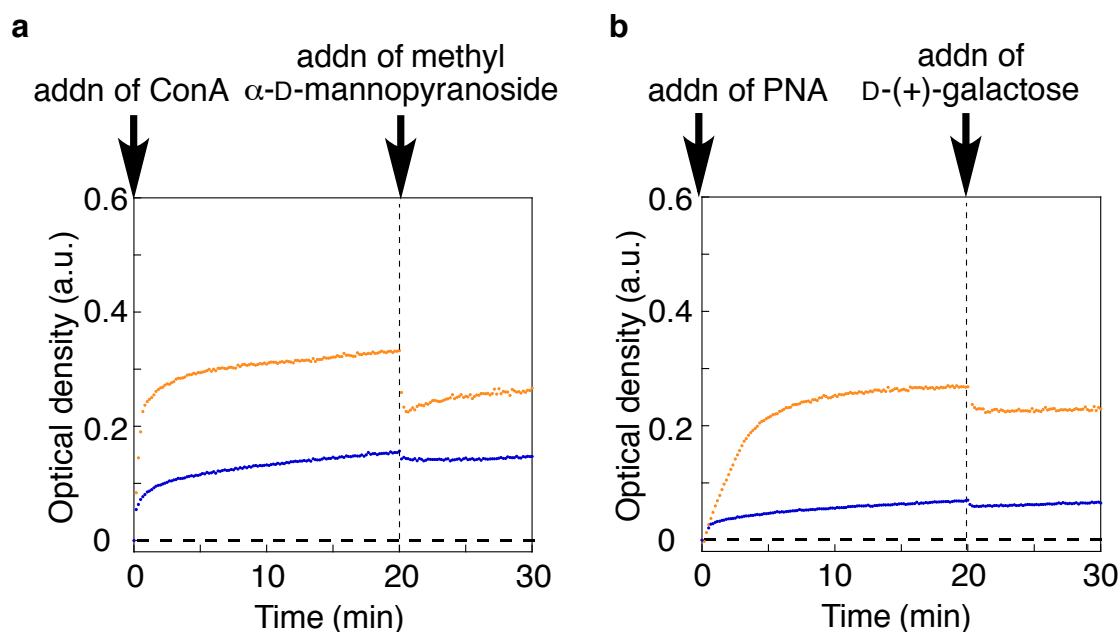 a
addn of ConA
addn of methyl
α-D-mannopyranoside
Optical density (a.u.)
0.6
0.4
0.2
0
0
10
20
30
Time (min)
b
addn of PNA
addn of
D-(+)-galactose
Optical density (a.u.)
0.6
0.4
0.2
0
0
10
20
30
Time (min)